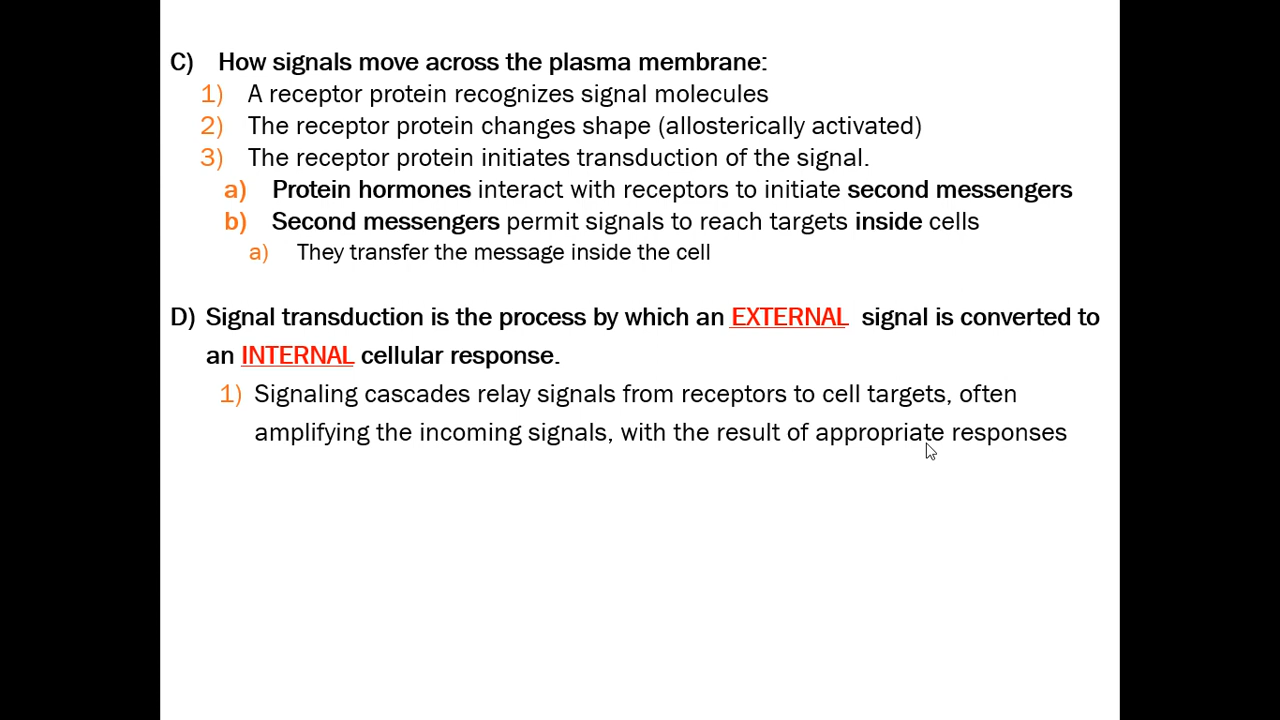 C) How signals move across the plasma membrane:
1) A receptor protein recognizes signal molecules
2) The receptor protein changes shape (allosterically activated)
3) The receptor protein initiates transduction of the signal.
a) Protein hormones interact with receptors to initiate second messengers
b) Second messengers permit signals to reach targets inside cells
a) They transfer the message inside the cell
D) Signal transduction is the process by which an EXTERNAL signal is converted to
an INTERNAL cellular response.
1) Signaling cascades relay signals from receptors to cell targets, often
amplifying the incoming signals, with the result of appropriate responses